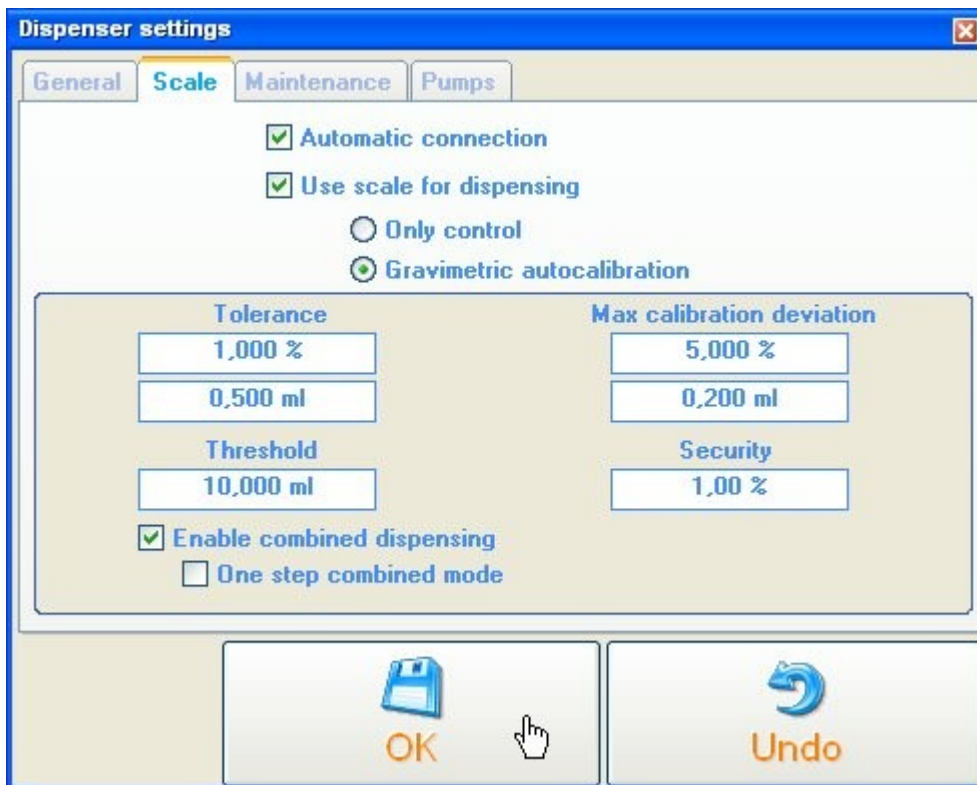 Dispenser settings
General Scale Maintenance Pumps
Automatic connection
Use scale for dispensing
Only control
Gravimetric autocalibration
Tolerance Max calibration deviation
1,000 % 5,000 %
0,500 ml 0,200 ml
Threshold Security
10,000 ml 1,00 %
Enable combined dispensing
One step combined mode
OK Undo